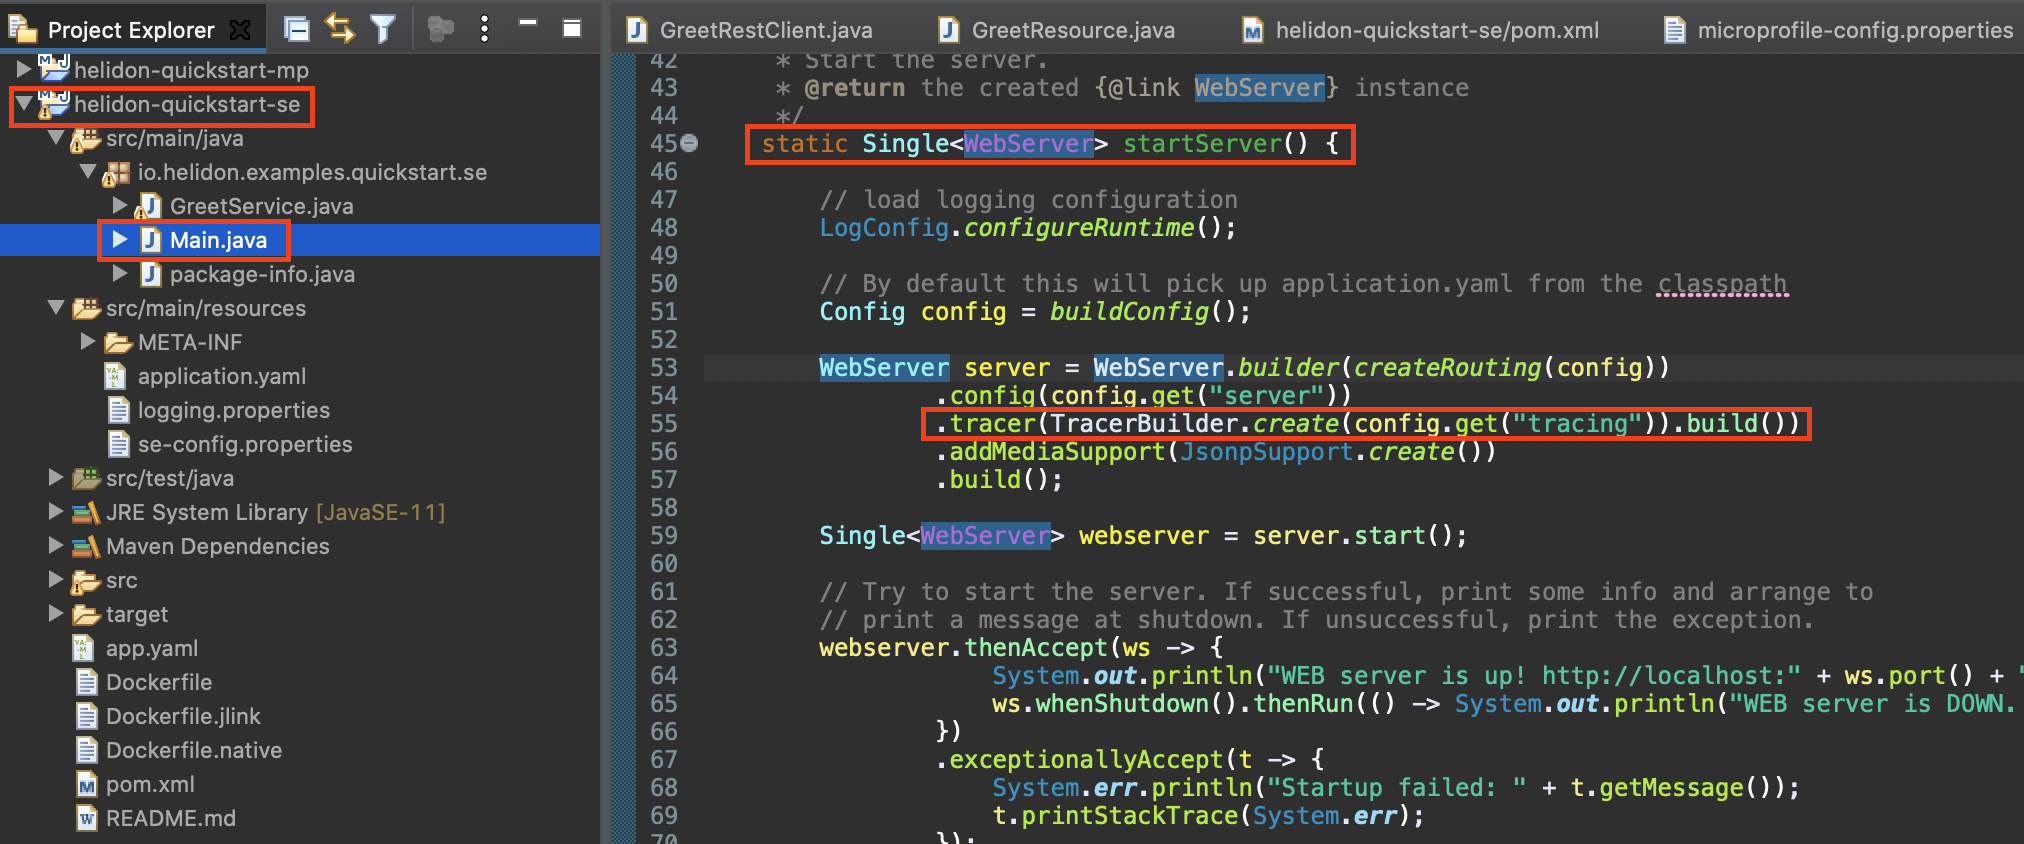 Project Explorer
helidon-quickstart-mp
helidon-quickstart-se
src/main/java
io.helidon.examples.quickstart.se
GreetService.java
Main.java
package-info.java
src/main/resources
META-INF
application.yaml
logging.properties
se-config.properties
src/test/java
JRE System Library [JavaSE-11]
Maven Dependencies
src
target
app.yaml
Dockerfile
Dockerfile.jlink
Dockerfile.native
pom.xml
README.md
GreetRestClient.java GreetResource.java helidon-quickstart-se/pom.xml microprofile-config.properties
42 * Start the server.
43 * @return the created {@link WebServer} instance
44 */
45 static Single<WebServer> startServer() {
46
47 // load logging configuration
48 LogConfig.configureRuntime();
49
50 // By default this will pick up application.yaml from the classpath
51 Config config = buildConfig();
52
53 WebServer server = WebServer.builder(createRouting(config))
54 .config(config.get("server"))
55 .tracer(TracerBuilder.create(config.get("tracing")).build())
56 .addMediaSupport(JsonpSupport.create())
57 .build();
58
59 Single<WebServer> webserver = server.start();
60
61 // Try to start the server. If successful, print some info and arrange to
62 // print a message at shutdown. If unsuccessful, print the exception.
63 webserver.thenAccept(ws -> {
64 System.out.println("WEB server is up! http://localhost:" + ws.port() + "
65 ws.whenShutdown().thenRun(() -> System.out.println("WEB server is DOWN.
66 })
67 .exceptionallyAccept(t -> {
68 System.err.println("Startup failed: " + t.getMessage());
69 t.printStackTrace(System.err);
70 });